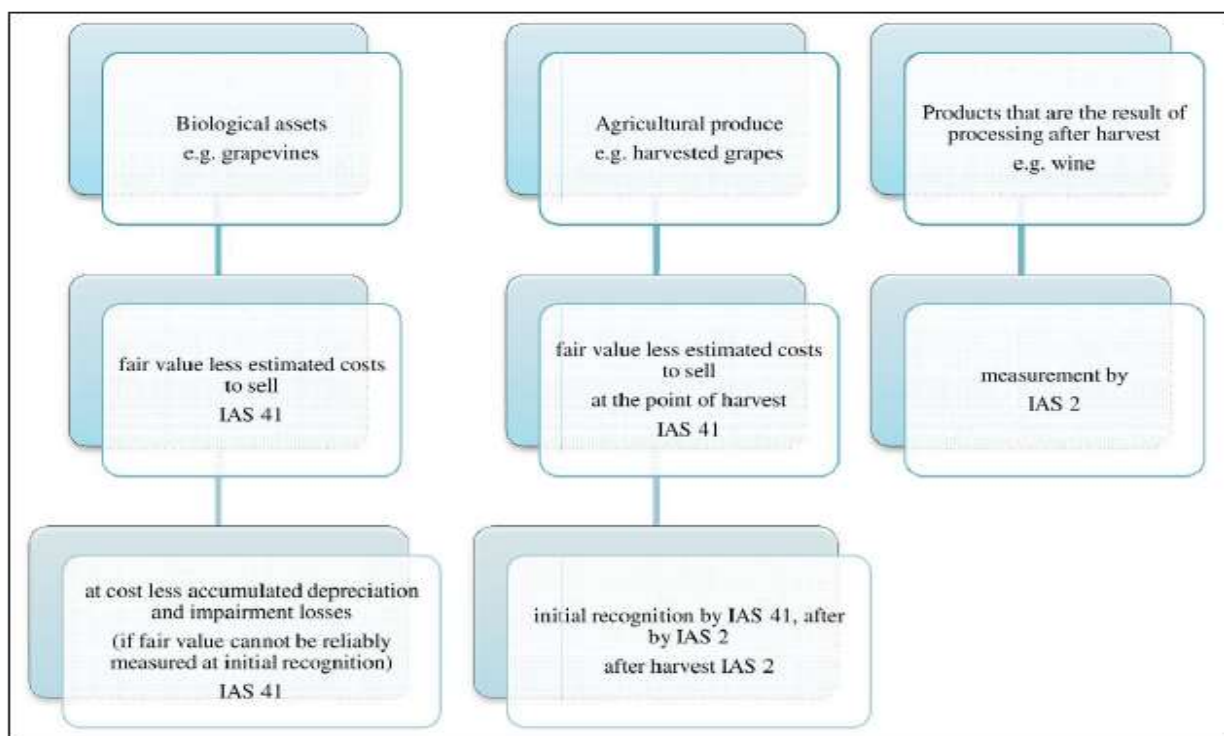 Biological assets
e.g. grapevines
Agricultural produce
e.g. harvested grapes
Products that are the result of
processing after harvest
e.g. wine
fair value less estimated costs
to sell
IAS 41
fair value less estimated costs
to sell
at the point of harvest
IAS 41
measurement by
IAS 2
at cost less accumulated depreciation
and impairment losses
(if fair value cannot be reliably
measured at initial recognition)
IAS 41
initial recognition by IAS 41, after
by IAS 2
after harvest IAS 2